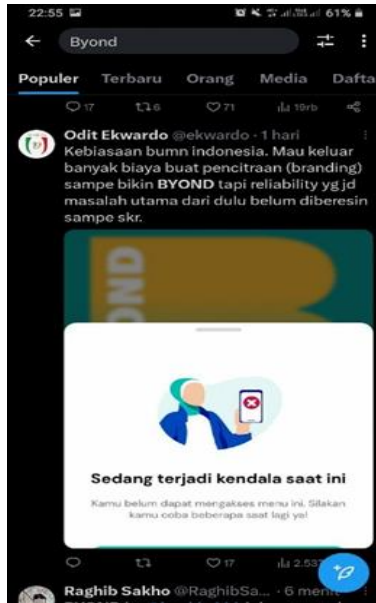 22:55 61%
Byond
Populer Terbaru Orang Media Dafta
17 6 71 19rb
Odit Ekwardo @ekwardo · 1 hari
Kebiasaan bumn indonesia. Mau keluar
banyak biaya buat pencitraan (branding)
sampe bikin BYOND tapi reliability yg jd
masalah utama dari dulu belum diberesin
sampe skr.
OND
Sedang terjadi kendala saat ini
Kamu belum dapat mengakses menu ini. Silakan
kamu coba beberapa saat lagi ya!
17
Raghib Sakho @RaghibSa... · 6 menit